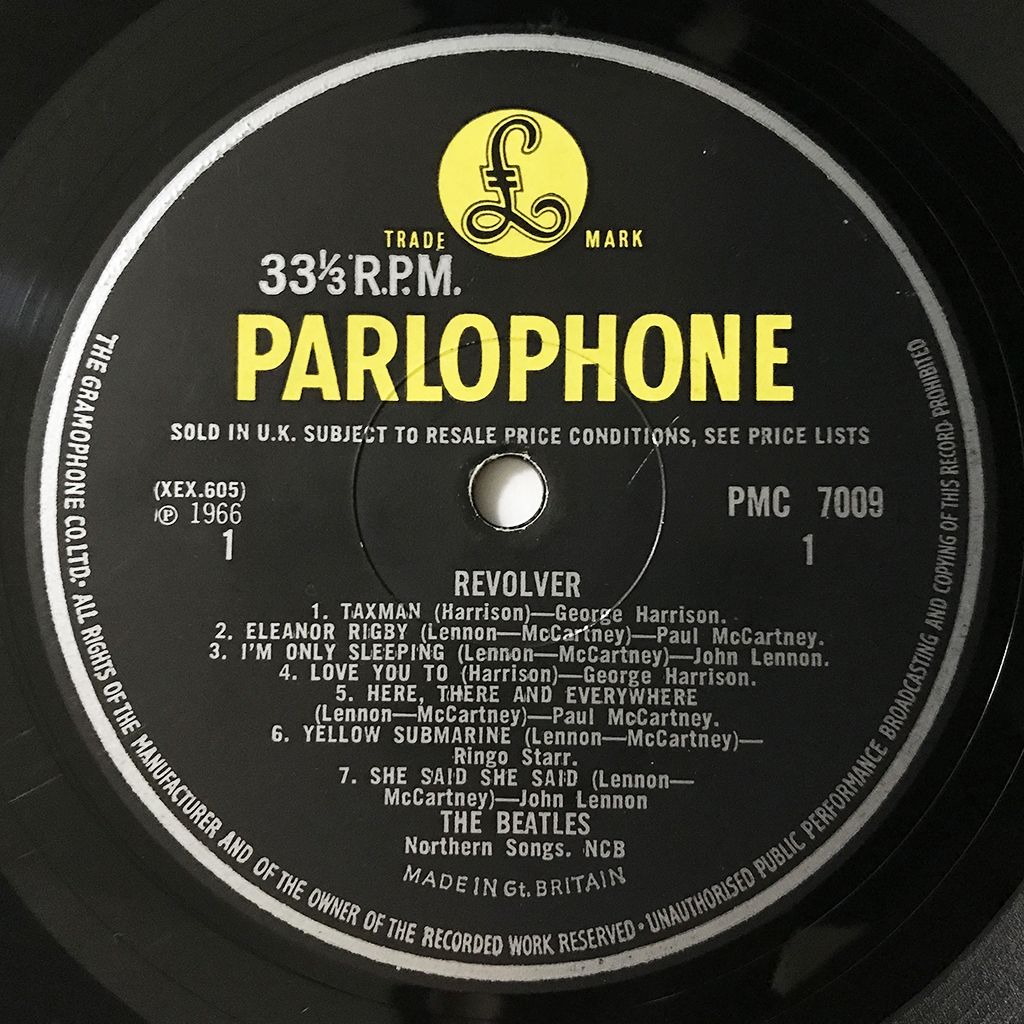 £
TRADE MARK
33⅓ R.P.M.
PARLOPHONE
SOLD IN U.K. SUBJECT TO RESALE PRICE CONDITIONS, SEE PRICE LISTS
(XEX.605)
℗ 1966
1
PMC 7009
1
REVOLVER
1. TAXMAN (Harrison)—George Harrison.
2. ELEANOR RIGBY (Lennon—McCartney)—Paul McCartney.
3. I'M ONLY SLEEPING (Lennon—McCartney)—John Lennon.
4. LOVE YOU TO (Harrison)—George Harrison.
5. HERE, THERE AND EVERYWHERE
(Lennon—McCartney)—Paul McCartney.
6. YELLOW SUBMARINE (Lennon—McCartney)—
Ringo Starr.
7. SHE SAID SHE SAID (Lennon—
McCartney)—John Lennon
THE BEATLES
Northern Songs. NCB
MADE IN Gt. BRITAIN
THE GRAMOPHONE CO. LTD. • ALL RIGHTS OF THE MANUFACTURER AND OF THE OWNER OF THE RECORDED WORK RESERVED • UNAUTHORISED PUBLIC PERFORMANCE BROADCASTING AND COPYING OF THIS RECORD PROHIBITED